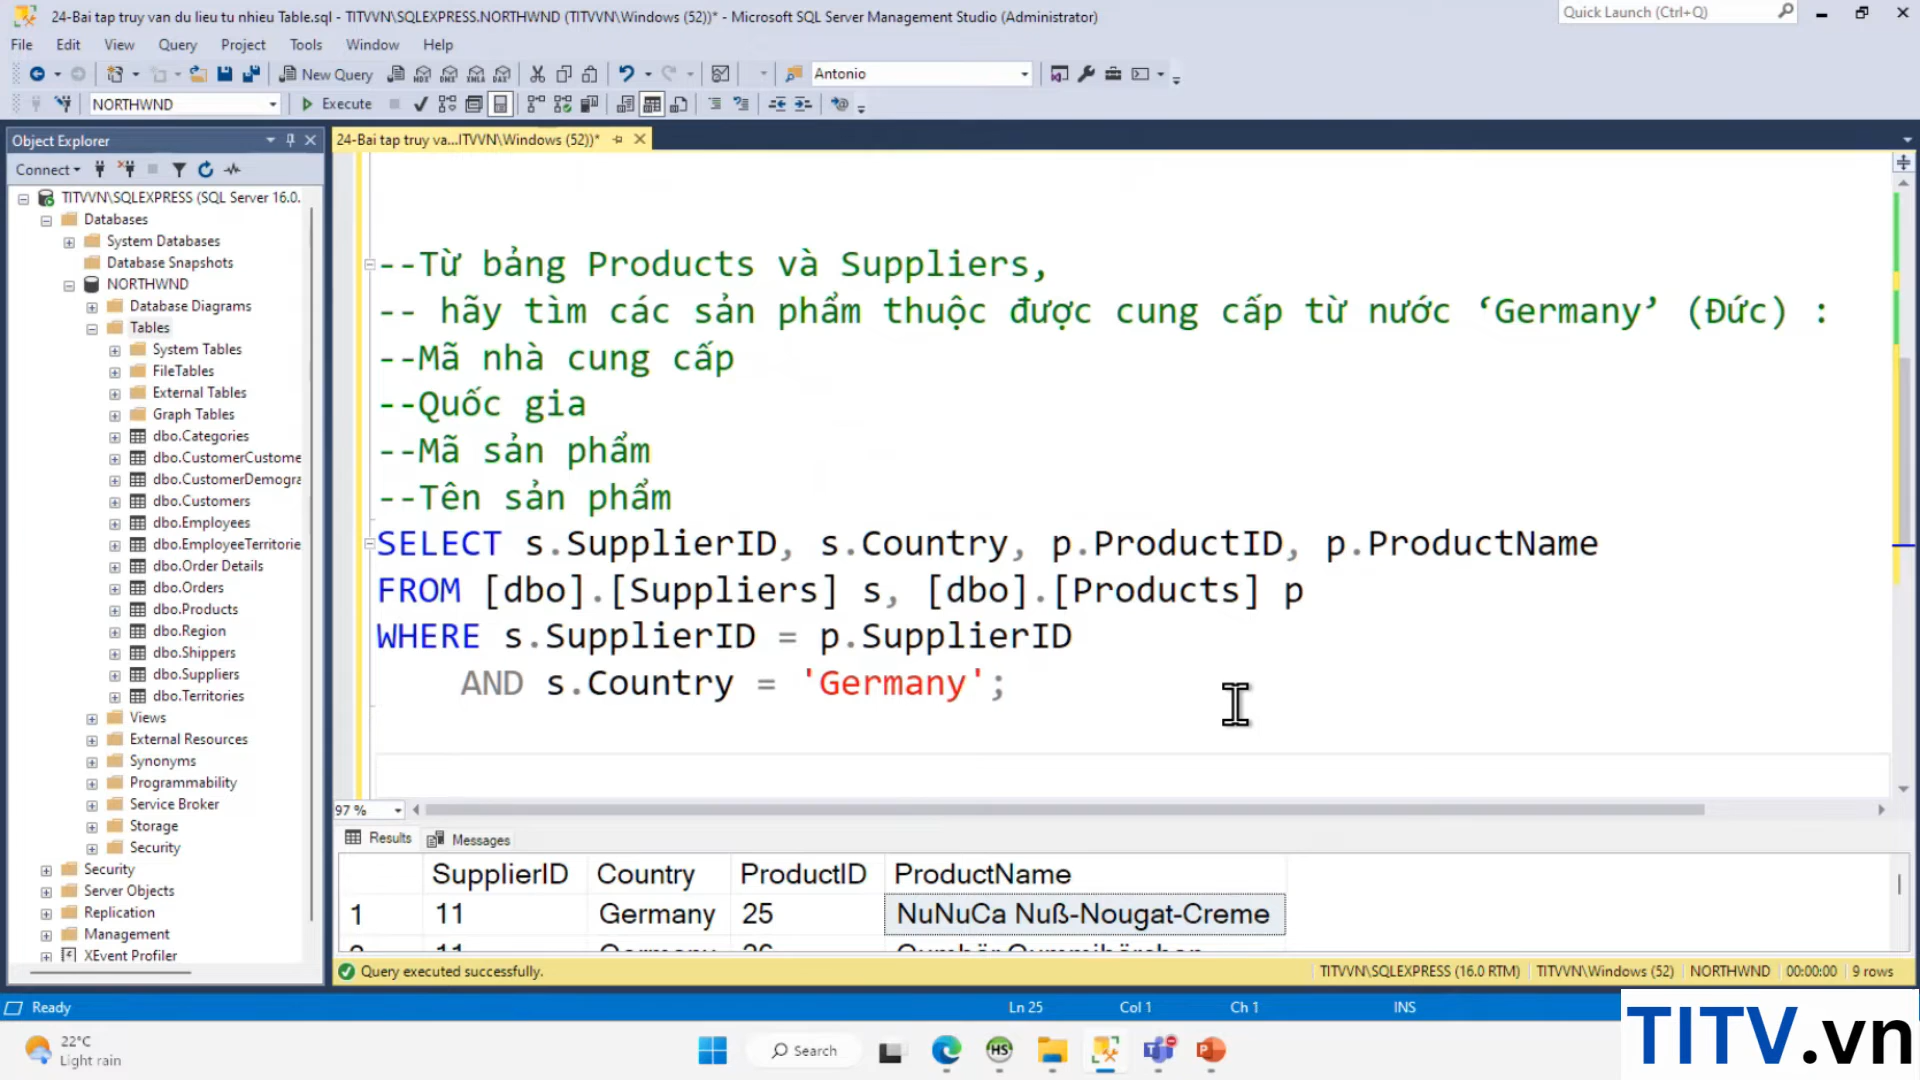 24-Bai tap truy van du lieu tu nhieu Table.sql - TITVVN\SQLEXPRESS.NORTHWND (TITVVN\Windows (52))* - Microsoft SQL Server Management Studio (Administrator)
Quick Launch (Ctrl+Q)
File Edit View Query Project Tools Window Help
New Query
Antonio
NORTHWND
Execute
Object Explorer
24-Bai tap truy va...ITVVN\Windows (52))*
Connect
TITVVN\SQLEXPRESS (SQL Server 16.0.
Databases
System Databases
Database Snapshots
NORTHWND
Database Diagrams
Tables
System Tables
FileTables
External Tables
Graph Tables
dbo.Categories
dbo.CustomerCustome
dbo.CustomerDemogra
dbo.Customers
dbo.Employees
dbo.EmployeeTerritorie
dbo.Order Details
dbo.Orders
dbo.Products
dbo.Region
dbo.Shippers
dbo.Suppliers
dbo.Territories
Views
External Resources
Synonyms
Programmability
Service Broker
Storage
Security
Security
Server Objects
Replication
Management
XEvent Profiler
--Từ bảng Products và Suppliers,
-- hãy tìm các sản phẩm thuộc được cung cấp từ nước ‘Germany’ (Đức) :
--Mã nhà cung cấp
--Quốc gia
--Mã sản phẩm
--Tên sản phẩm
SELECT s.SupplierID, s.Country, p.ProductID, p.ProductName
FROM [dbo].[Suppliers] s, [dbo].[Products] p
WHERE s.SupplierID = p.SupplierID
AND s.Country = 'Germany';
97 %
Results Messages
SupplierID Country ProductID ProductName
1 11 Germany 25 NuNuCa Nuß-Nougat-Creme
Query executed successfully.
TITVVN\SQLEXPRESS (16.0 RTM) TITVVN\Windows (52) NORTHWND 00:00:00 9 rows
Ready
Ln 25 Col 1 Ch 1 INS
22°C
Light rain
Search
HS
TITV.vn